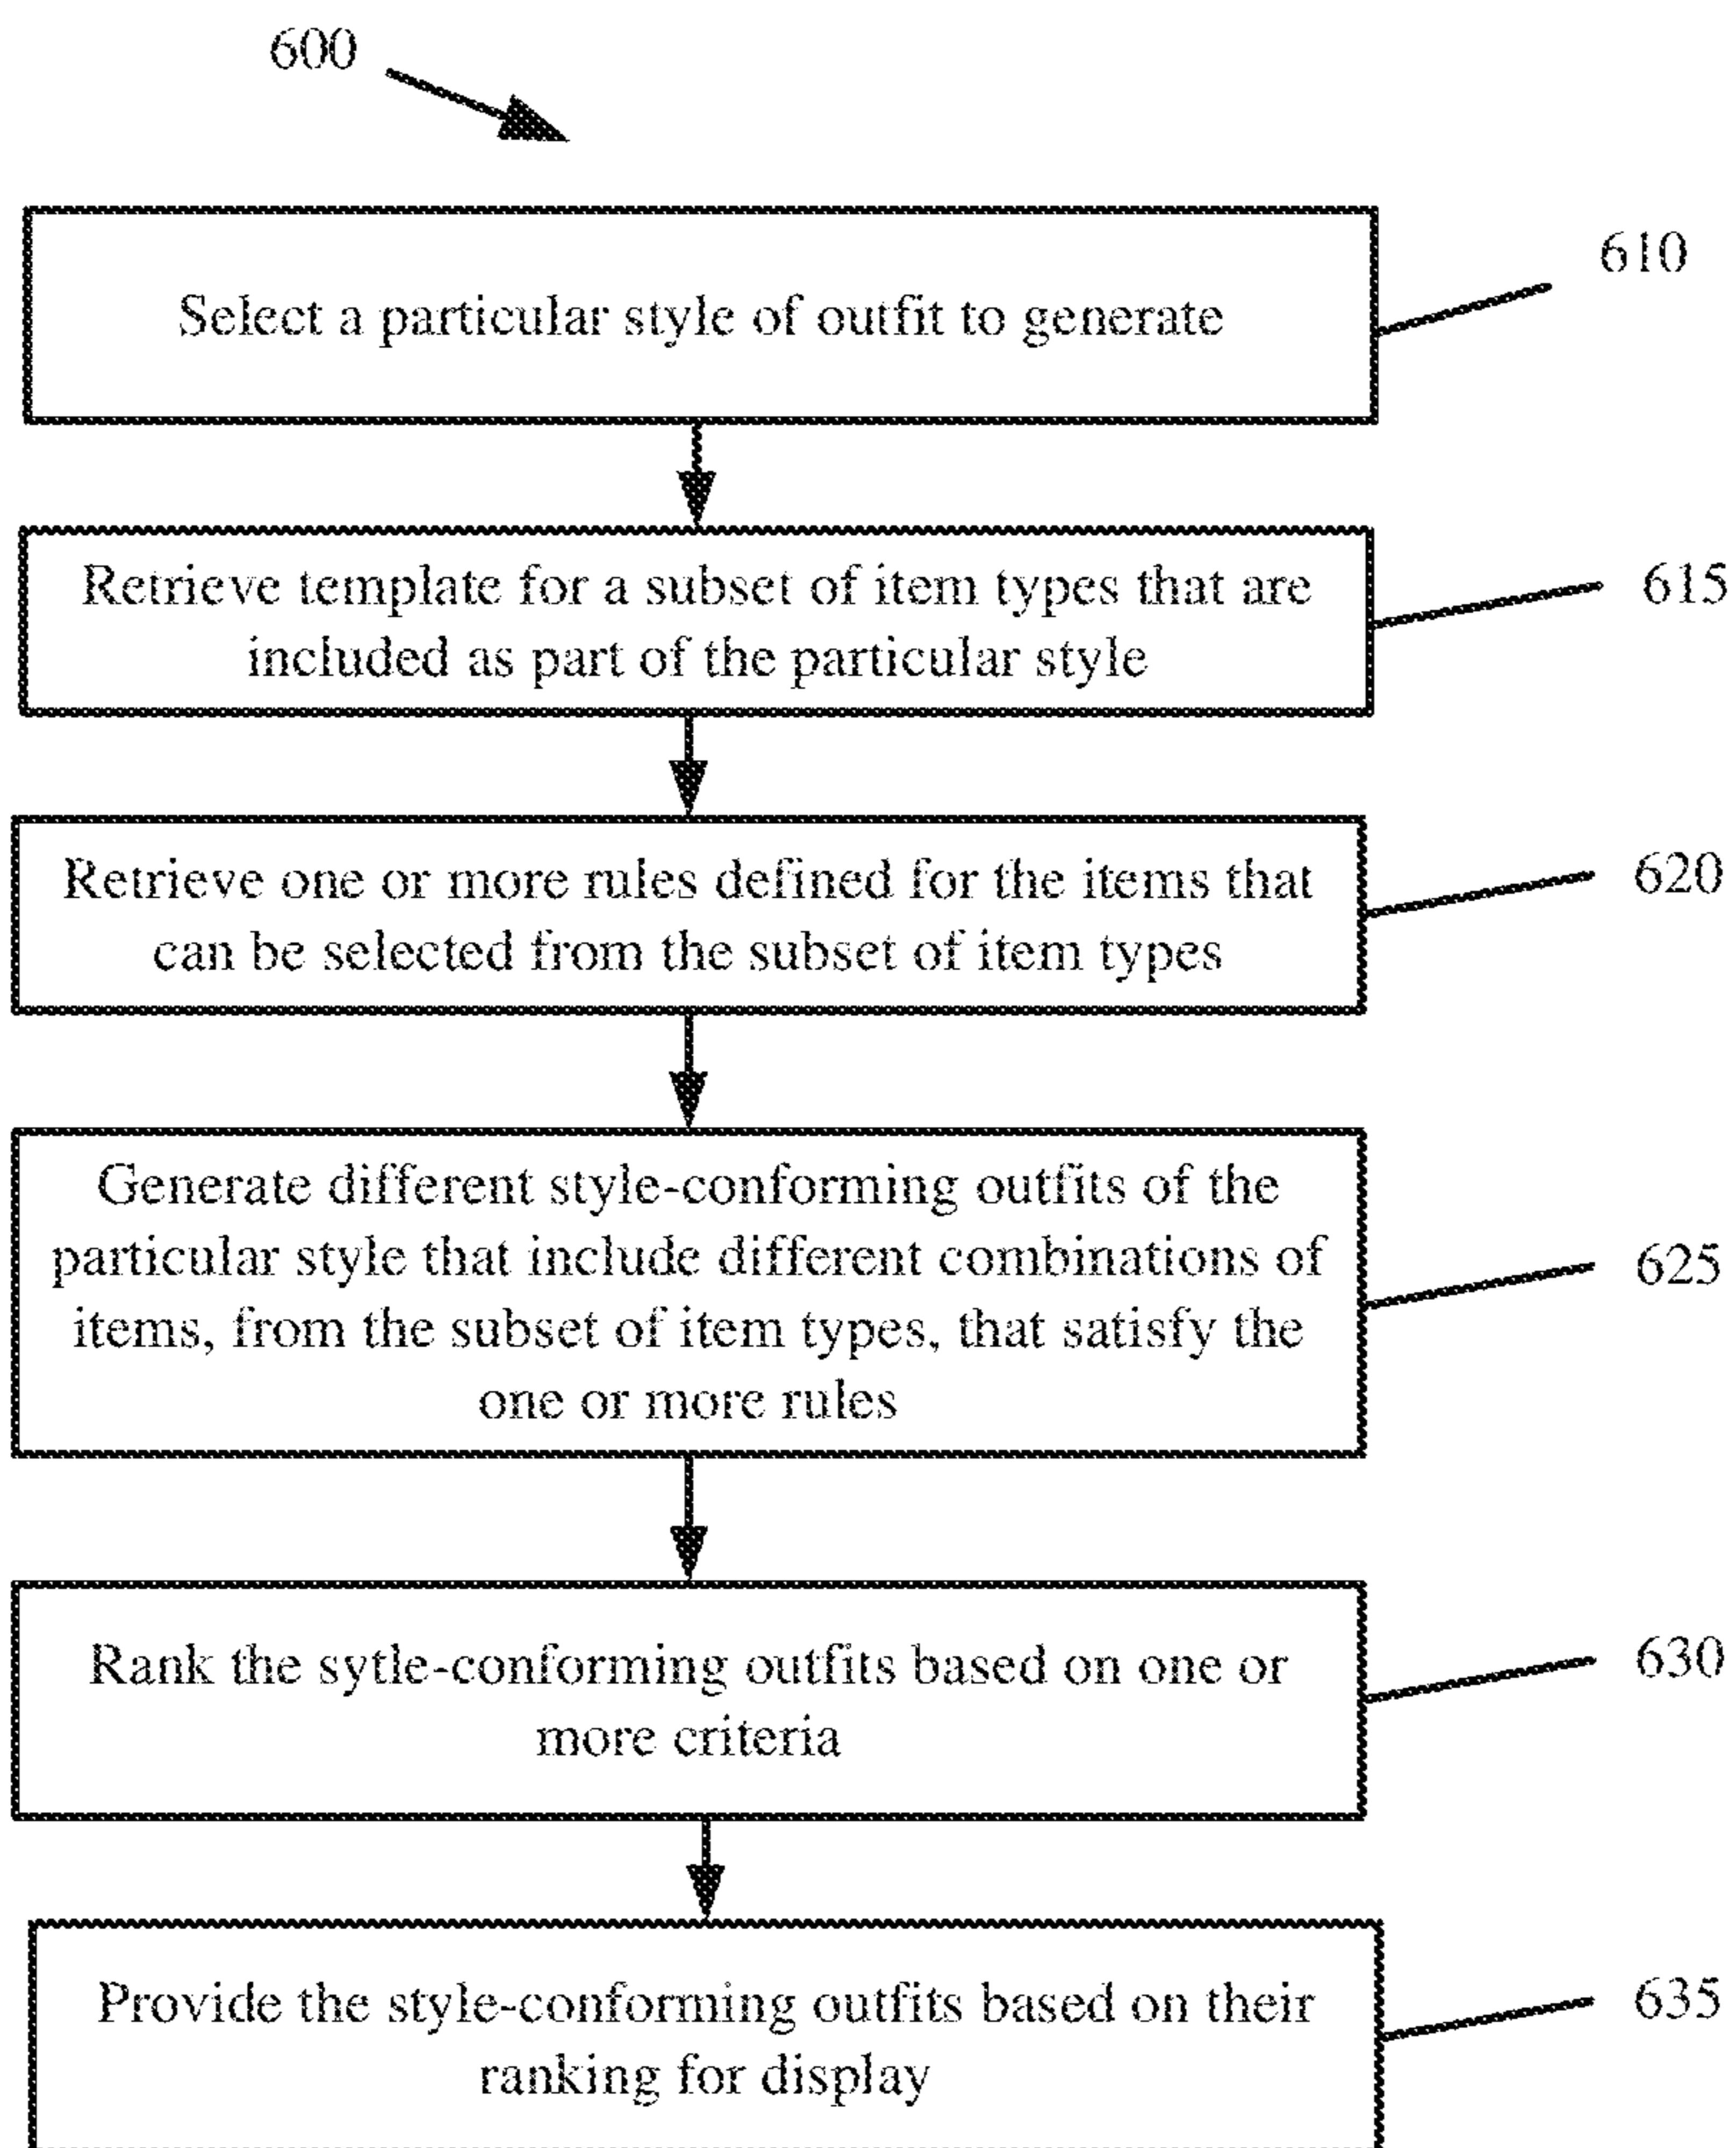 600
610
Select a particular style of outfit to generate
615
Retrieve template for a subset of item types that are
included as part of the particular style
620
Retrieve one or more rules defined for the items that
can be selected from the subset of item types
Generate different style-conforming outfits of the
particular style that include different combinations of
625
items, from the subset of item types, that satisfy the
one or more rules
630
Rank the sytle-conforming outfits based on one or
more criteria
635
Provide the style-conforming outfits based on their
ranking for display